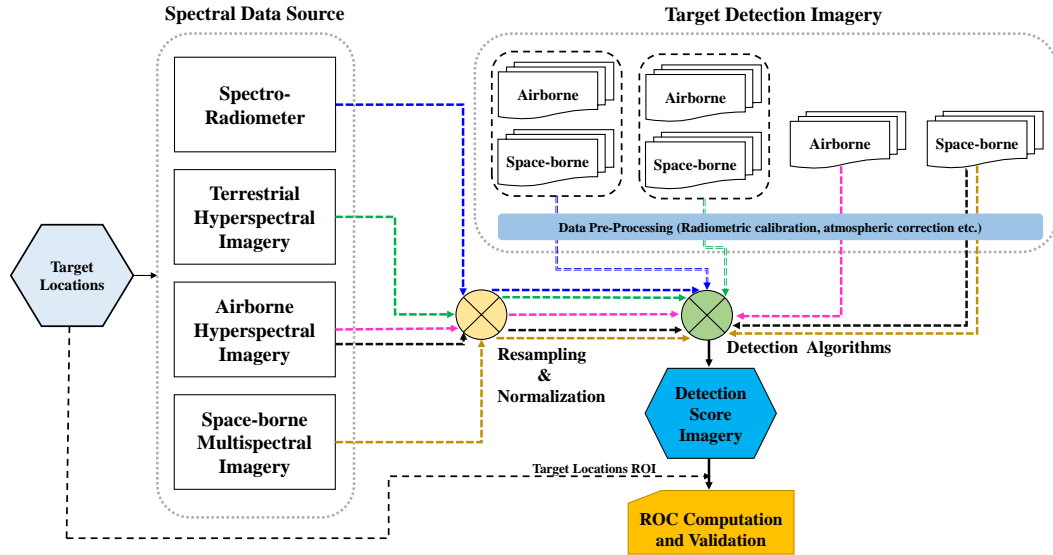 Spectral Data Source
Target Detection Imagery
Spectro-
Radiometer
Terrestrial
Hyperspectral
Imagery
Airborne
Hyperspectral
Imagery
Space-borne
Multispectral
Imagery
Target
Locations
Airborne
Space-borne
Airborne
Space-borne
Airborne
Space-borne
Data Pre-Processing (Radiometric calibration, atmospheric correction etc.)
Resampling
&
Normalization
Detection Algorithms
Detection
Score
Imagery
Target Locations ROI
ROC Computation
and Validation